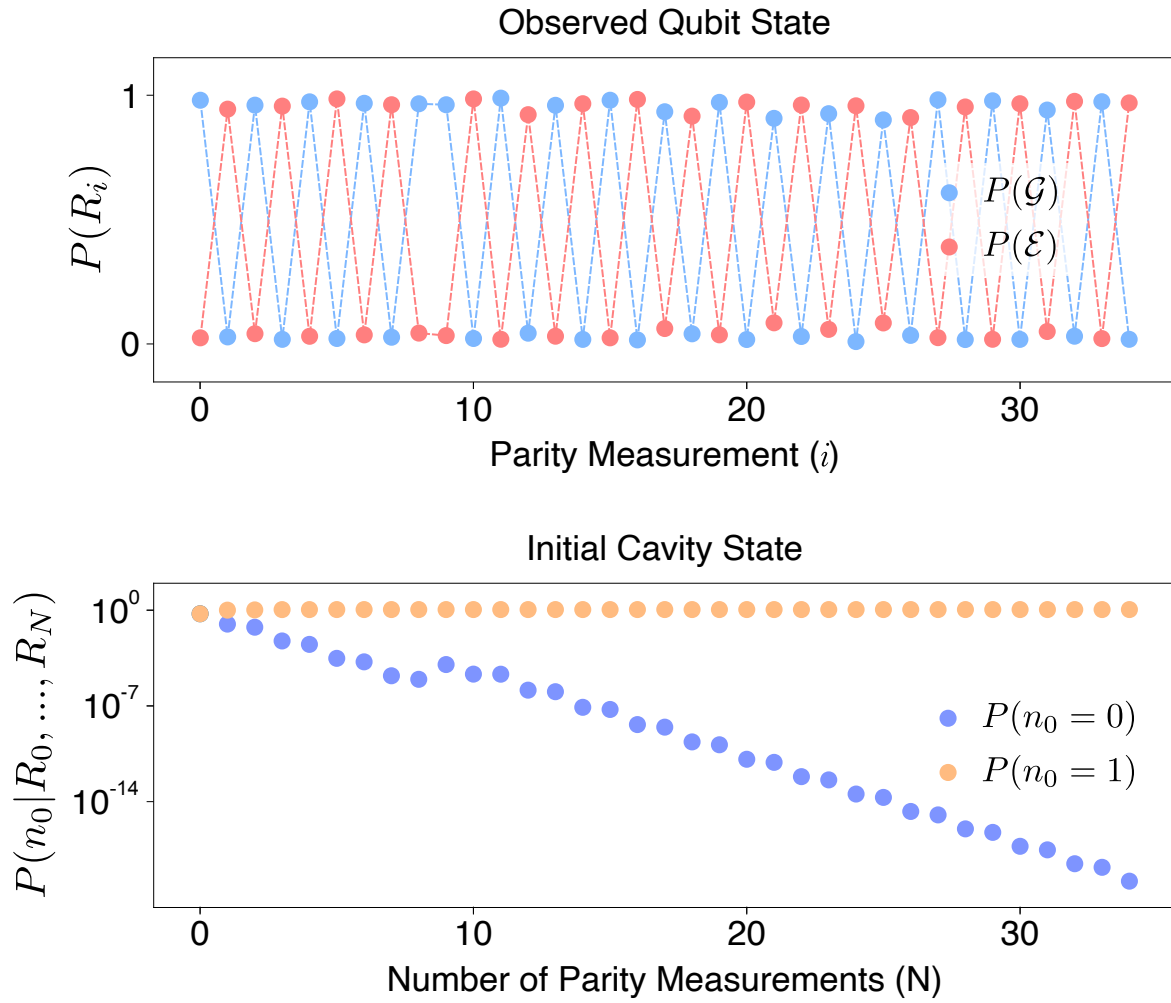 Observed Qubit State
P(R_i)
1
0
P(𝒢)
P(ℰ)
0 10 20 30
Parity Measurement (i)
Initial Cavity State
P(n_0|R_0, ..., R_N)
10^0
10^-7
10^-14
P(n_0 = 0)
P(n_0 = 1)
0 10 20 30
Number of Parity Measurements (N)